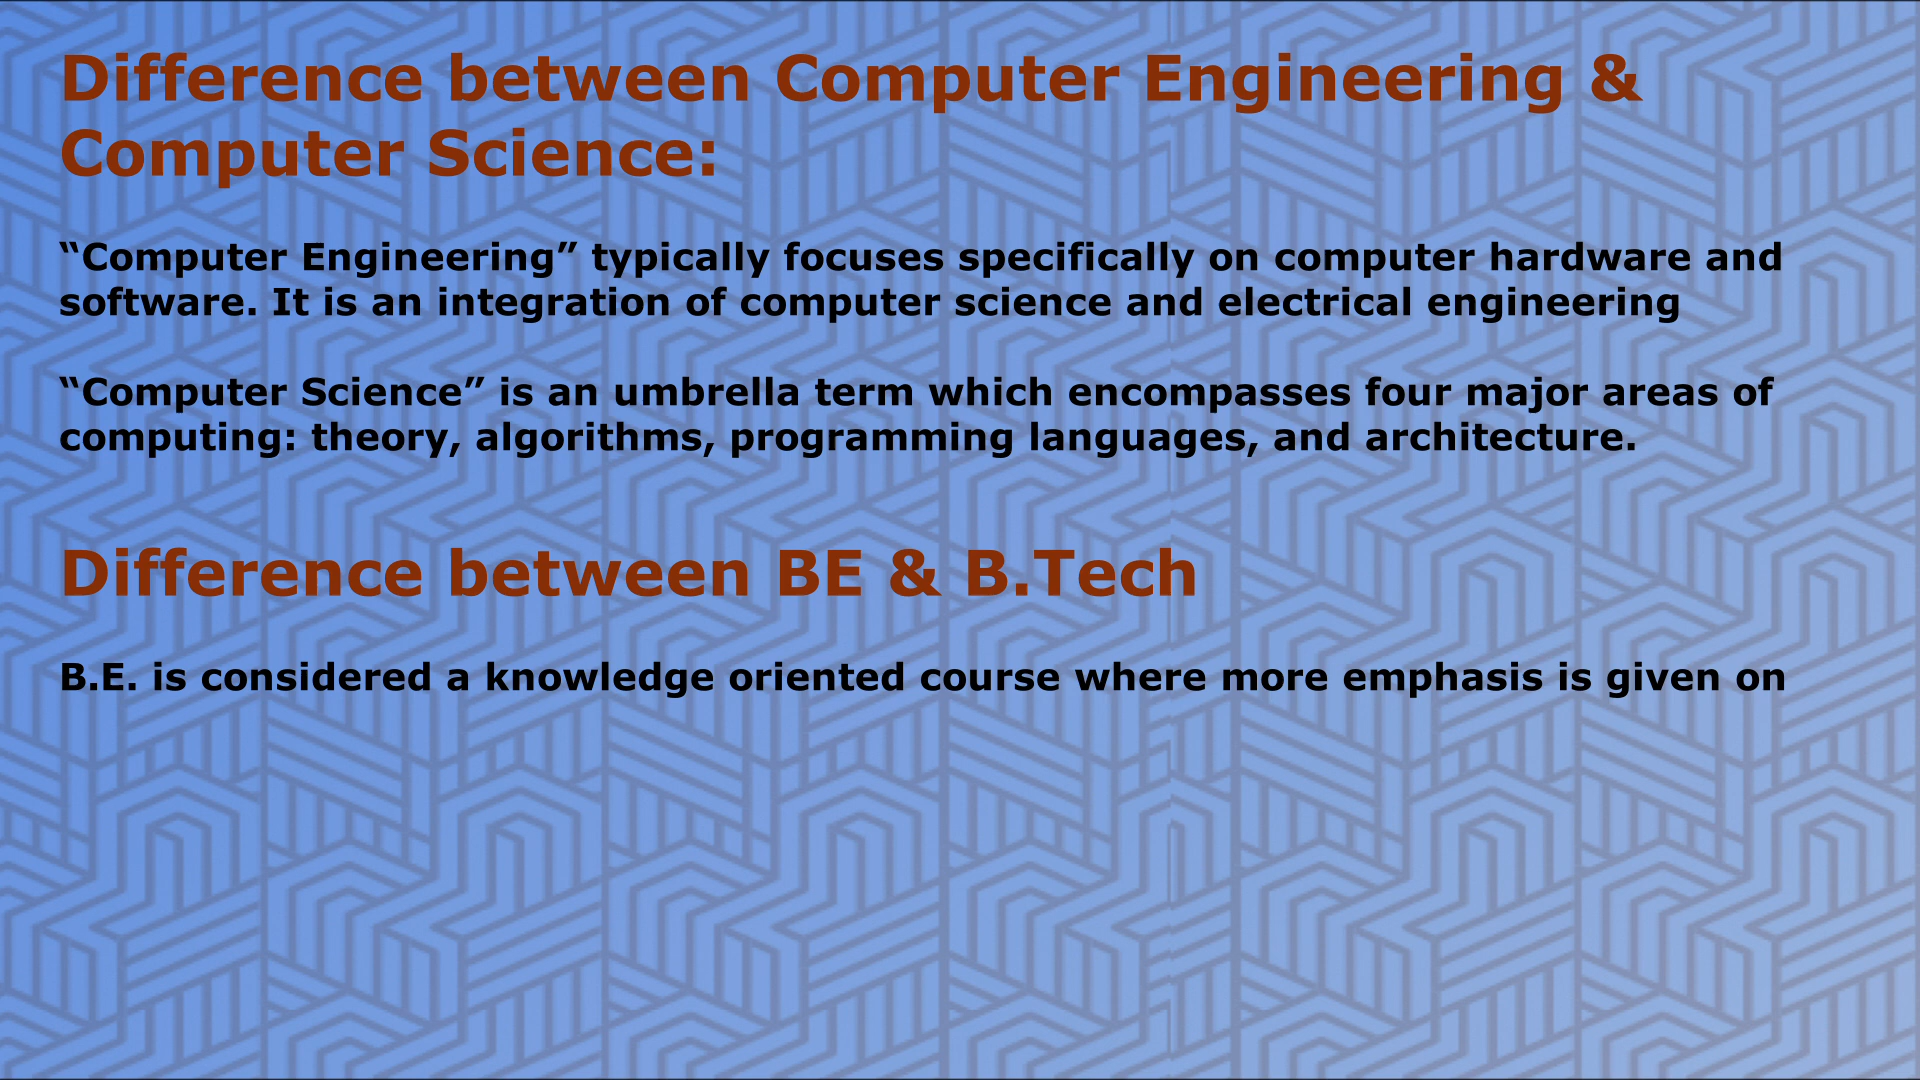 Difference between Computer Engineering &
Computer Science:
“Computer Engineering” typically focuses specifically on computer hardware and
software. It is an integration of computer science and electrical engineering
“Computer Science” is an umbrella term which encompasses four major areas of
computing: theory, algorithms, programming languages, and architecture.
Difference between BE & B.Tech
B.E. is considered a knowledge oriented course where more emphasis is given on